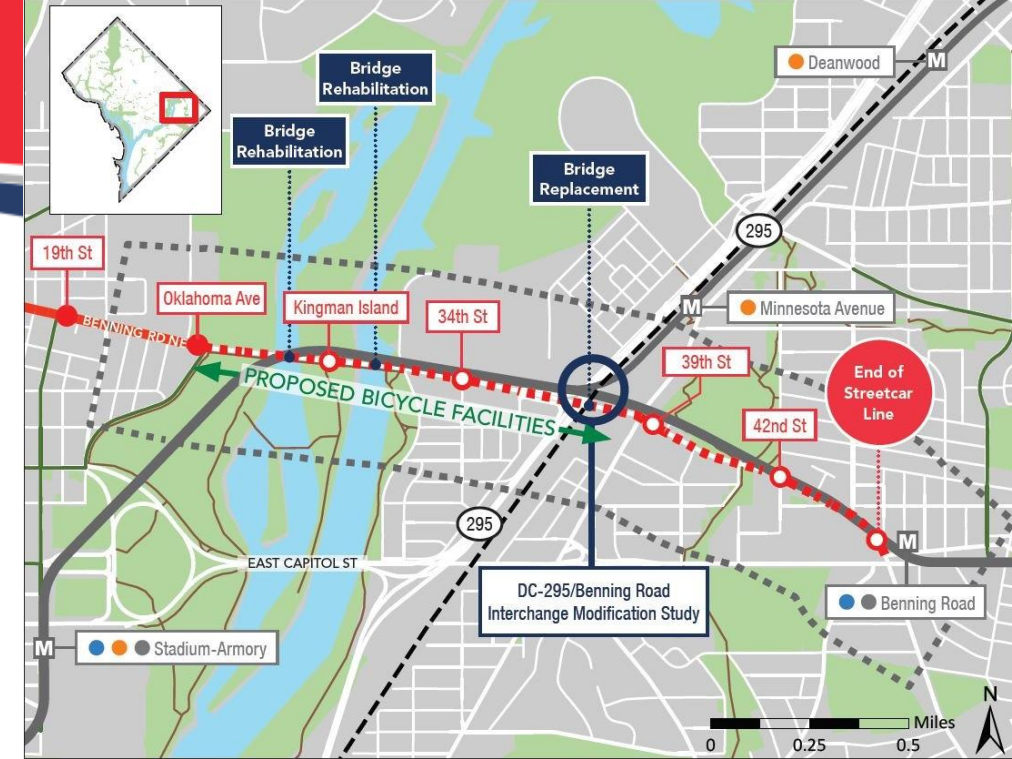 Bridge
Rehabilitation
Bridge
Rehabilitation
Bridge
Replacement
Deanwood
M
295
19th St
Oklahoma Ave
Kingman Island
34th St
M
Minnesota Avenue
BENNING RD NE
39th St
End of
Streetcar
Line
PROPOSED BICYCLE FACILITIES
42nd St
295
M
EAST CAPITOL ST
DC-295/Benning Road
Interchange Modification Study
Benning Road
M
Stadium-Armory
N
Miles
0
0.25
0.5